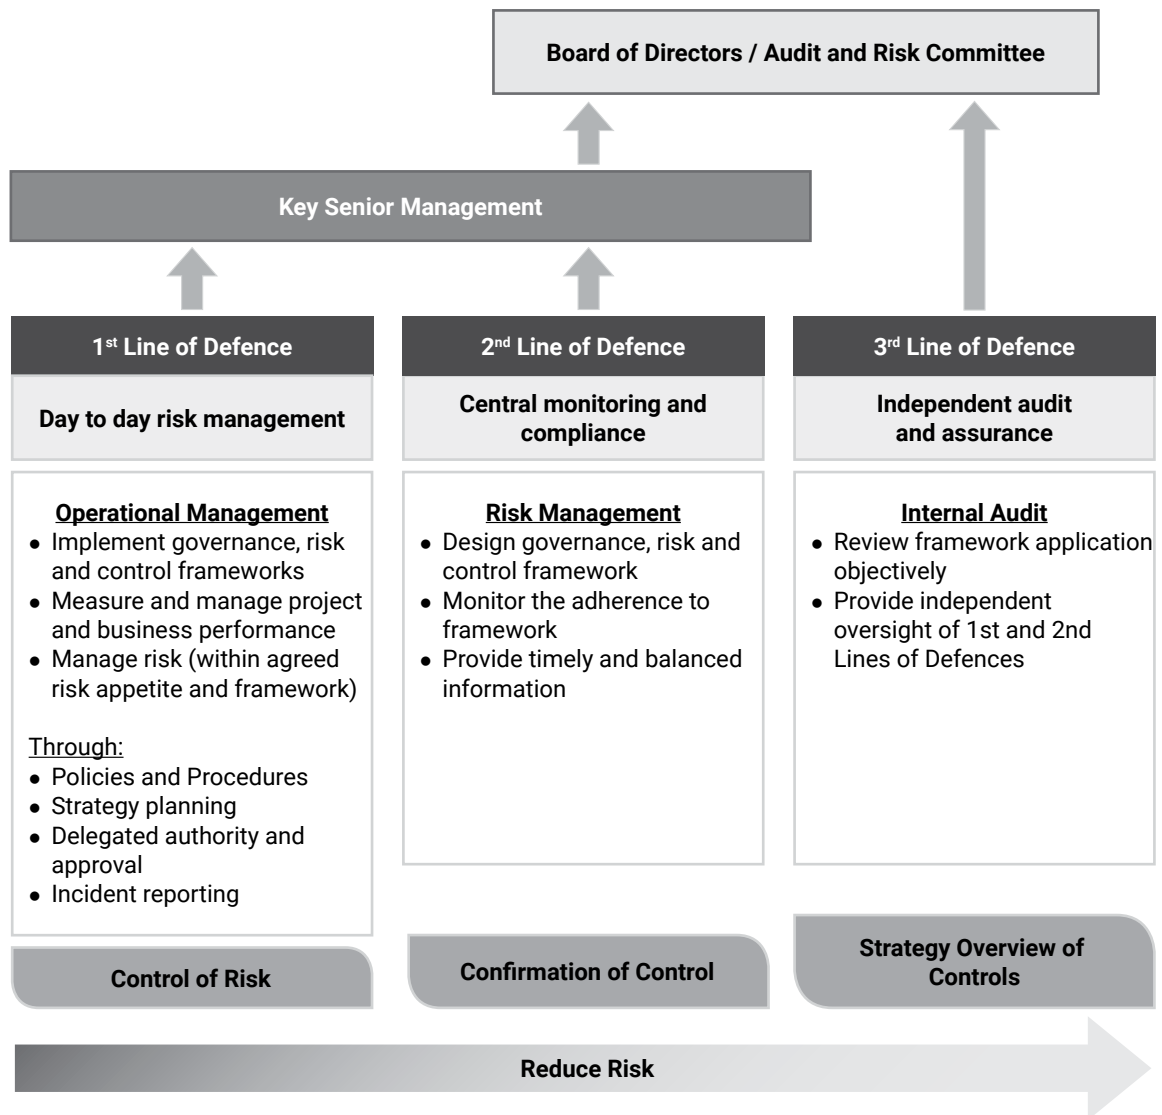 Board of Directors / Audit and Risk Committee
Key Senior Management
1st Line of Defence
Day to day risk management
Operational Management
● Implement governance, risk
and control frameworks
● Measure and manage project
and business performance
● Manage risk (within agreed
risk appetite and framework)
Through:
● Policies and Procedures
● Strategy planning
● Delegated authority and
approval
● Incident reporting
Control of Risk
2nd Line of Defence
Central monitoring and
compliance
Risk Management
● Design governance, risk and
control framework
● Monitor the adherence to
framework
● Provide timely and balanced
information
Confirmation of Control
3rd Line of Defence
Independent audit
and assurance
Internal Audit
● Review framework application
objectively
● Provide independent
oversight of 1st and 2nd
Lines of Defences
Strategy Overview of
Controls
Reduce Risk